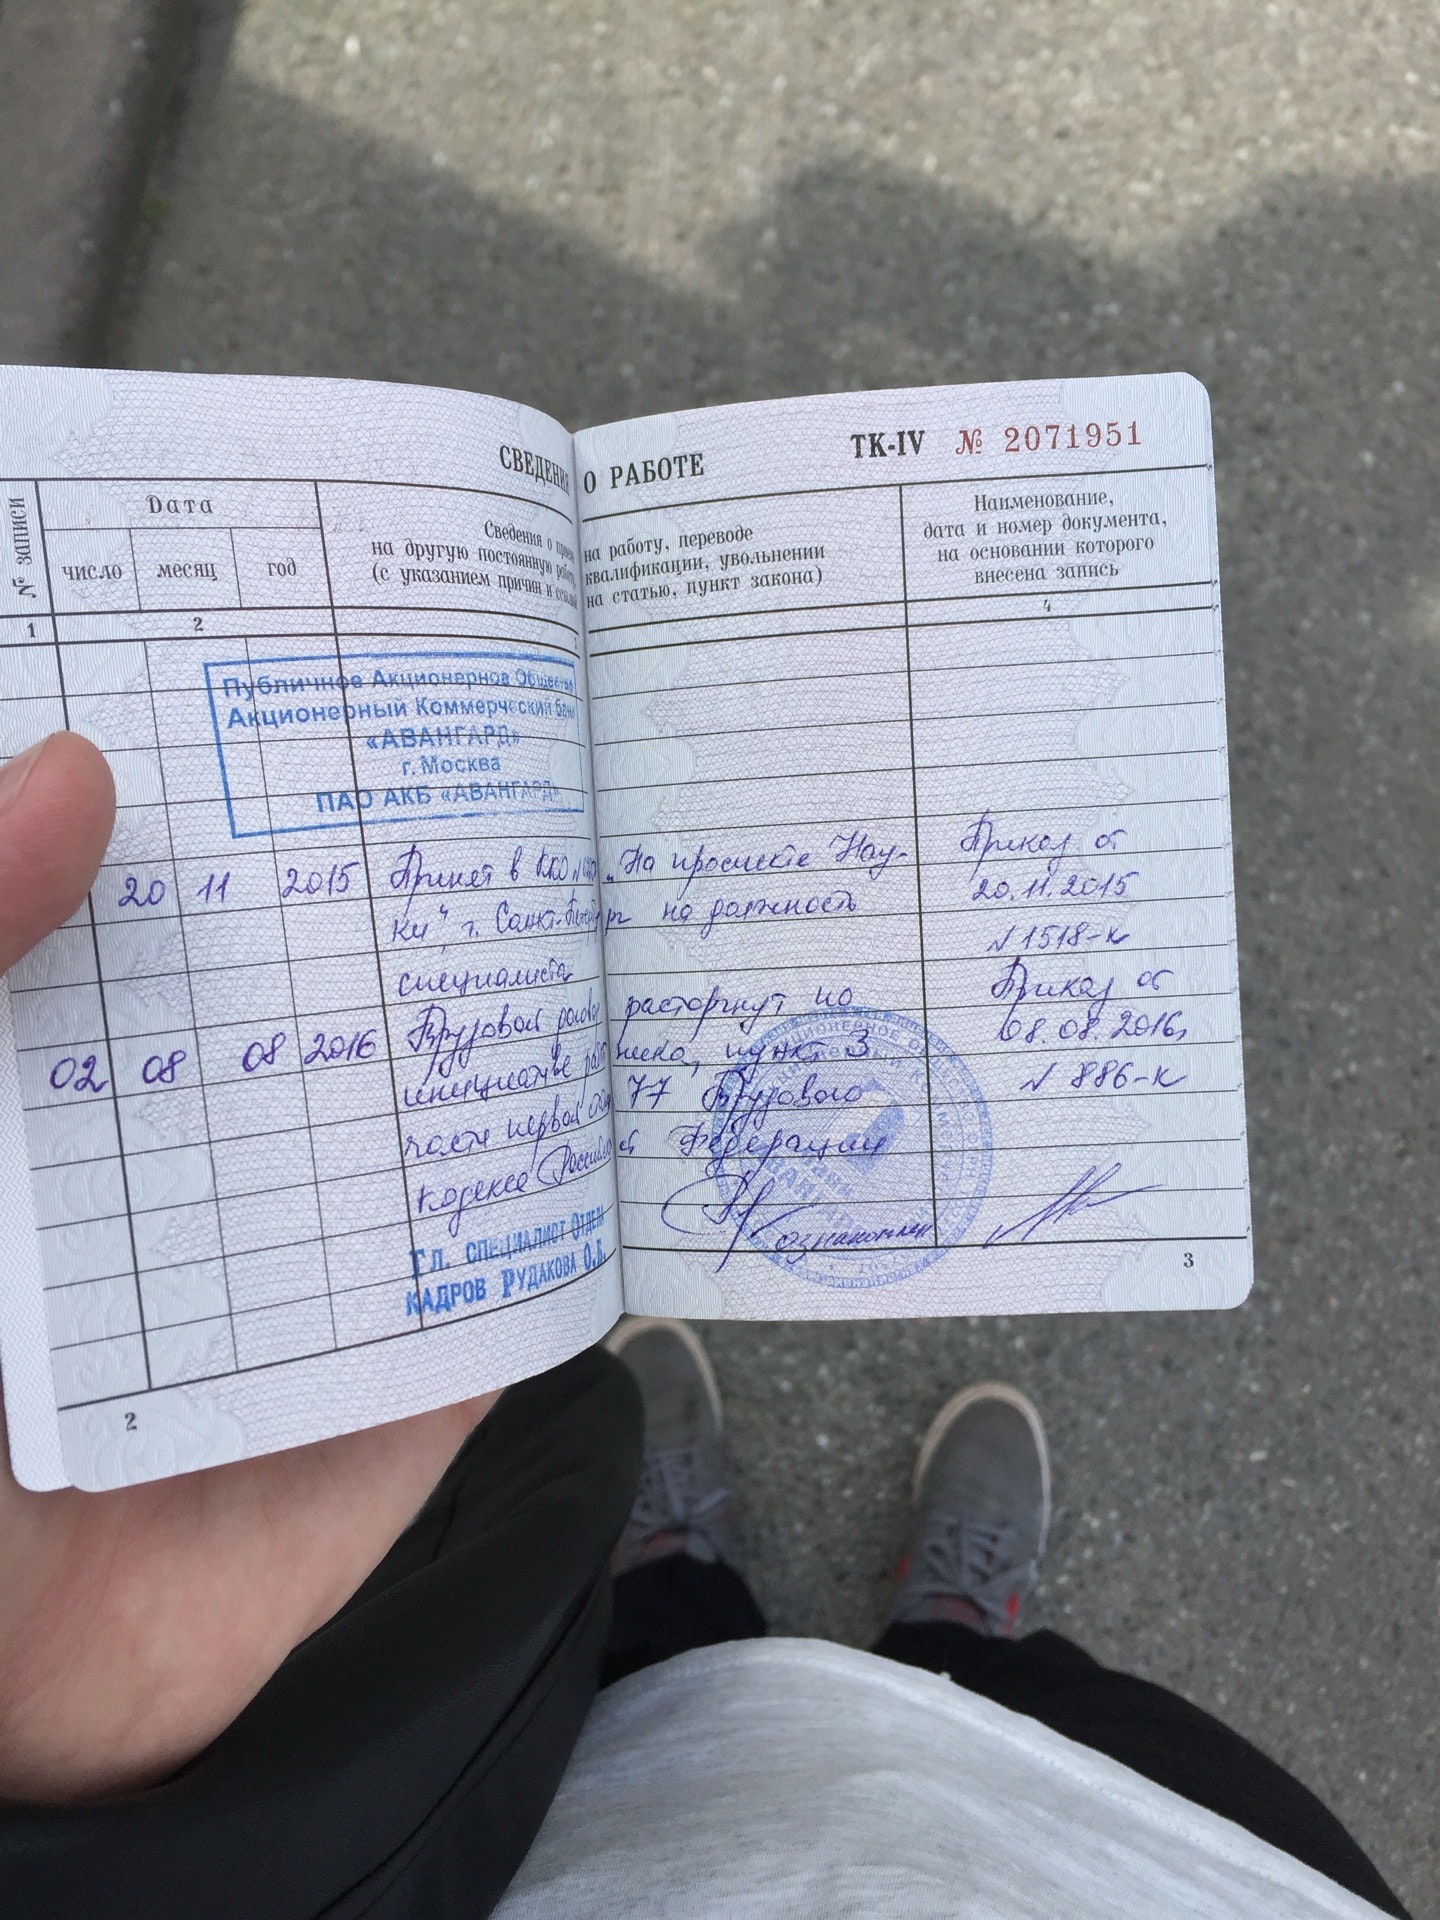 СВЕДЕНИЯ О РАБОТЕ
ТК-IV № 2071951
№ записи
Дата
число месяц год
Сведения о прием на работу, переводе
на другую постоянную работу, квалификации, увольнении
(с указанием причин и на статью, пункт закона)
Наименование,
дата и номер документа,
на основании которого
внесена запись
1 2 4
Публичное Акционерное Общество
Акционерный Коммерческий банк
«АВАНГАРД»
г. Москва
ПАО АКБ «АВАНГАРД»
20 11 2015 Принят в ККО „На проспекте Нау-
ки“, г. Санкт-Петербург на должность
специалиста
Приказ от
20.11.2015
№ 1518-к
02 08 08 2016 Трудовой расторгнут по
инициативе работника, пункт 3
части первой 77 Трудового
кодекса Российской Федерации
Приказ от
08.08.2016,
№ 886-к
Гл. специалист отдела
кадров Рудакова О.
ознакомлен
2
3